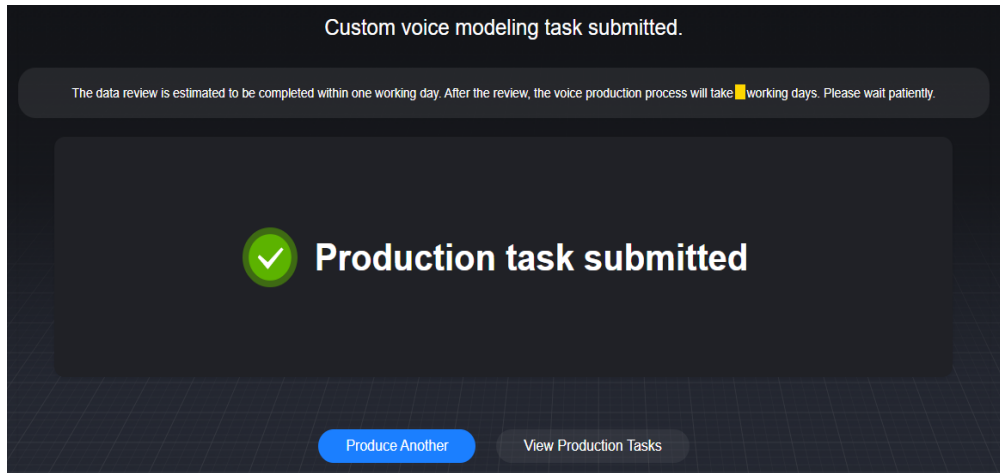 Custom voice modeling task submitted.
The data review is estimated to be completed within one working day. After the review, the voice production process will take working days. Please wait patiently.
Production task submitted
Produce Another
View Production Tasks